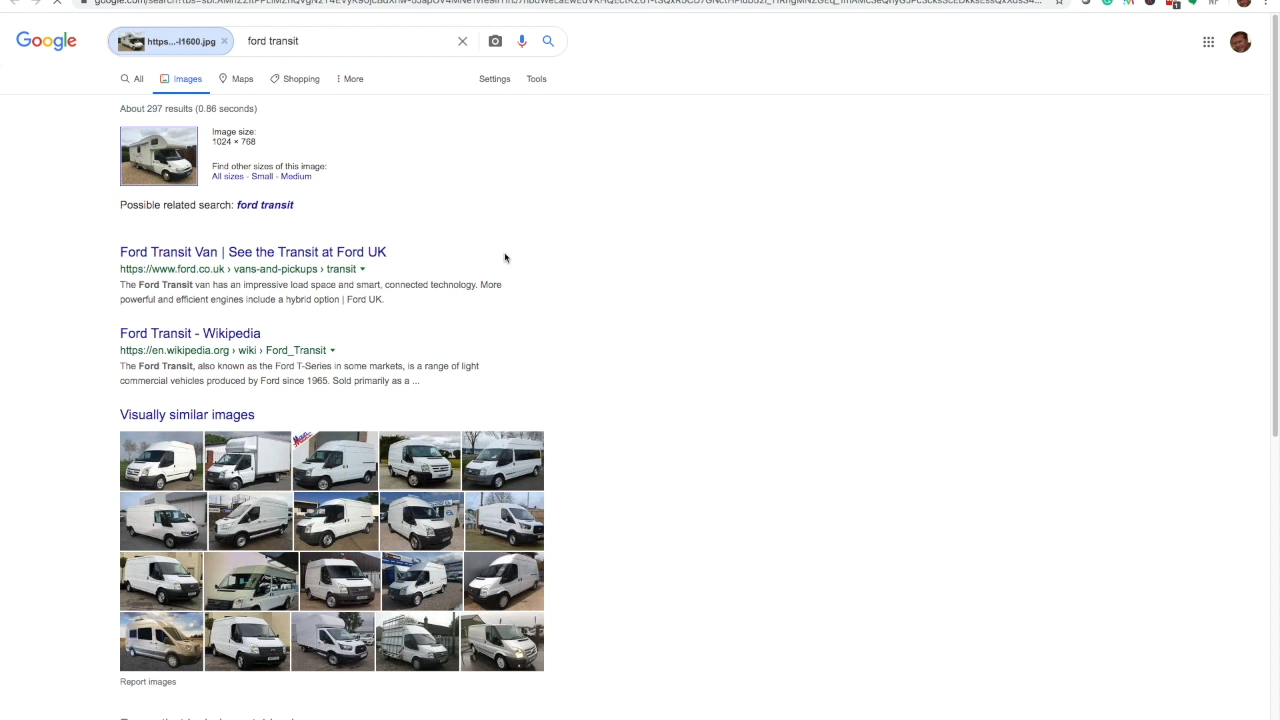 Google
https...-l1600.jpg × ford transit
All Images Maps Shopping More Settings Tools
About 297 results (0.86 seconds)
Image size:
1024 × 768
Find other sizes of this image:
All sizes - Small - Medium
Possible related search: ford transit
Ford Transit Van | See the Transit at Ford UK
https://www.ford.co.uk › vans-and-pickups › transit
The Ford Transit van has an impressive load space and smart, connected technology. More
powerful and efficient engines include a hybrid option | Ford UK.
Ford Transit - Wikipedia
https://en.wikipedia.org › wiki › Ford_Transit
The Ford Transit, also known as the Ford T-Series in some markets, is a range of light
commercial vehicles produced by Ford since 1965. Sold primarily as a ...
Visually similar images
Report images